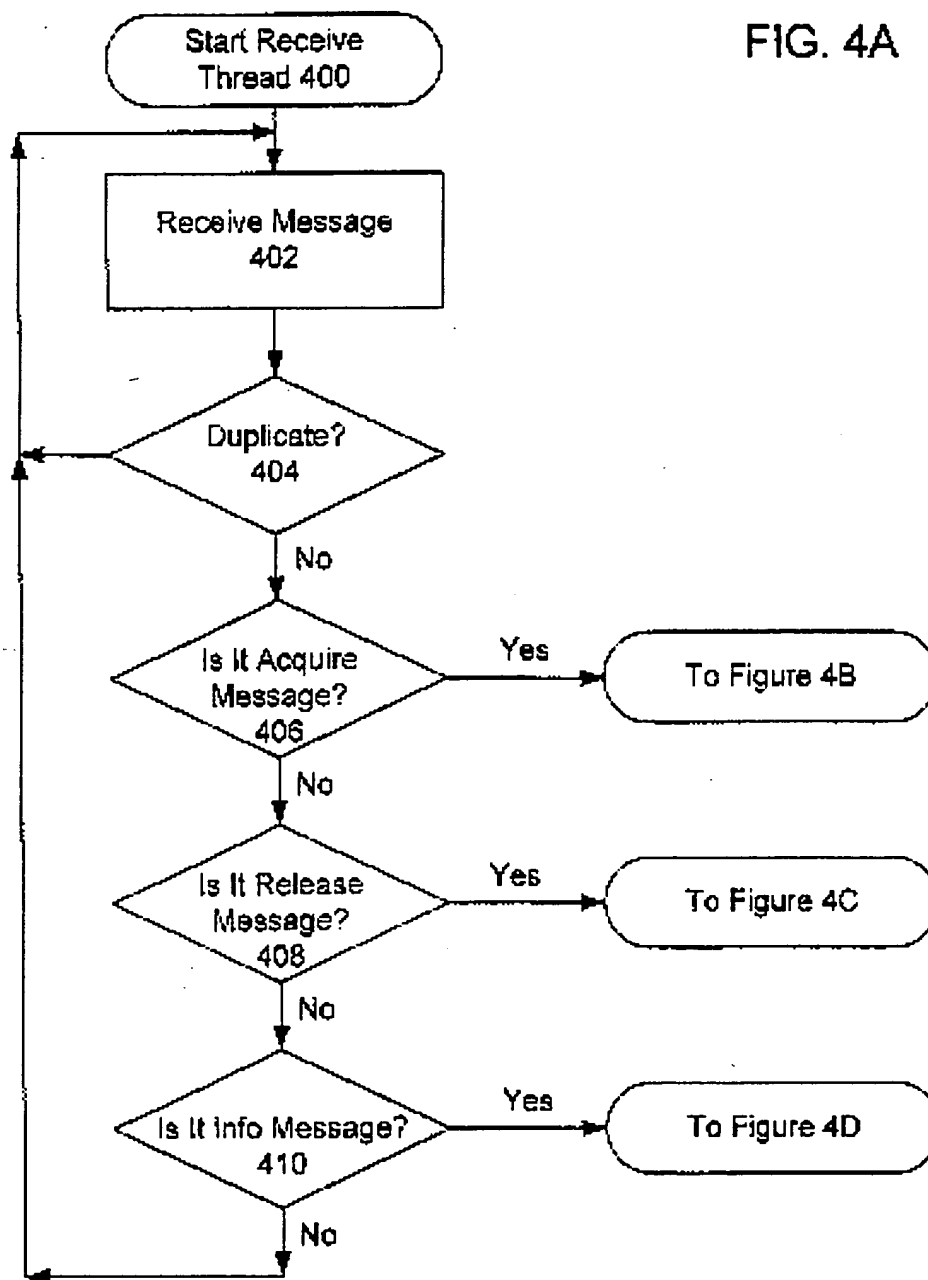 FIG. 4A
Start Receive
Thread 400
Receive Message
402
Duplicate?
404
No
Is It Acquire
Message?
406
Yes
To Figure 4B
No
Is It Release
Message?
408
Yes
To Figure 4C
No
Is It Info Message?
410
Yes
To Figure 4D
No